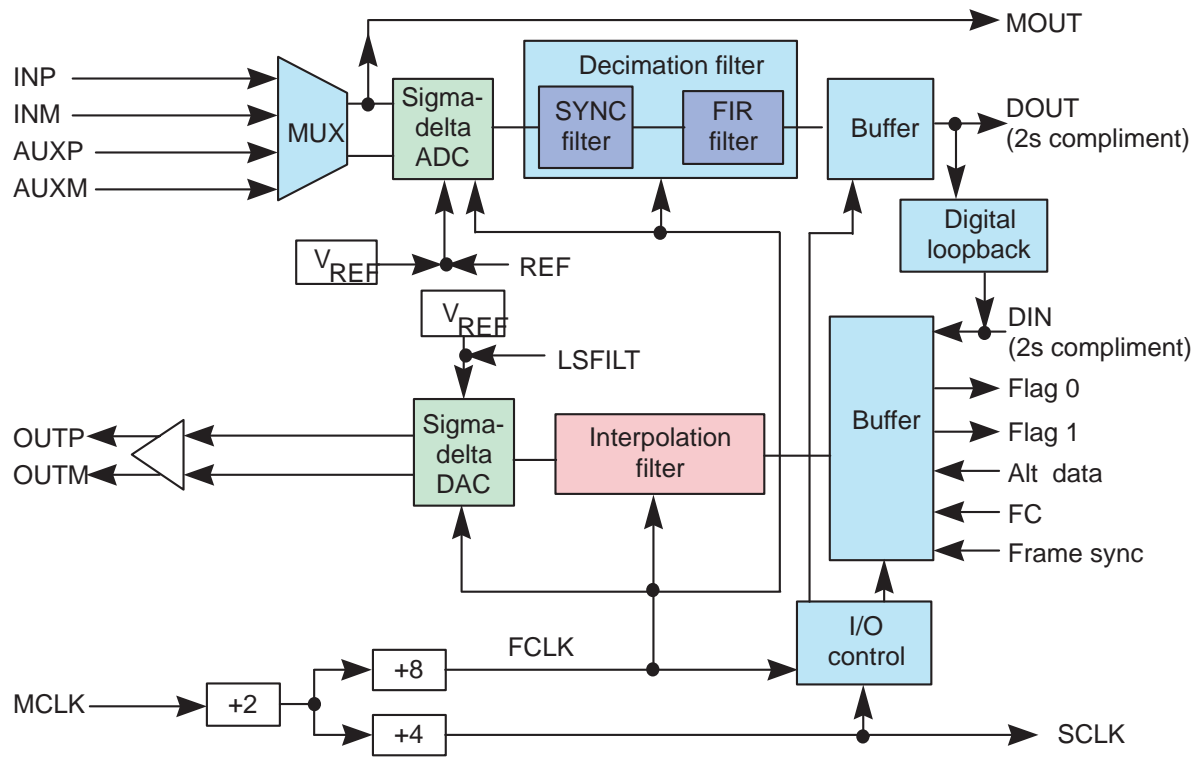 MOUT
INP
INM
AUXP
AUXM
MUX
Sigma-
delta
ADC
Decimation filter
SYNC
filter
FIR
filter
Buffer
DOUT
(2s compliment)
Digital
loopback
VREF
REF
VREF
LSFILT
DIN
(2s compliment)
Flag 0
Flag 1
Alt data
FC
Frame sync
Buffer
OUTP
OUTM
Sigma-
delta
DAC
Interpolation
filter
I/O
control
FCLK
+8
MCLK
+2
+4
SCLK